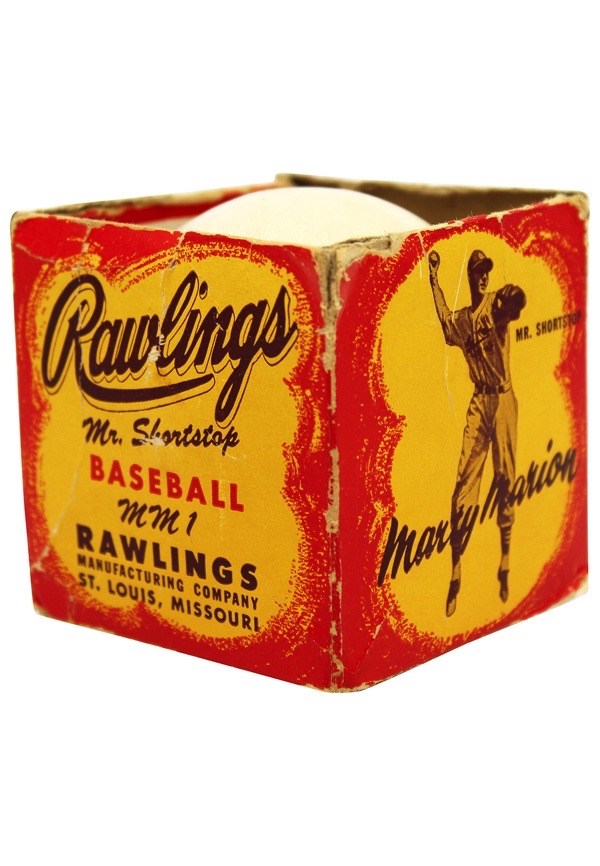 Rawlings
Mr. Shortstop
BASEBALL
MM1
RAWLINGS
MANUFACTURING COMPANY
ST. LOUIS, MISSOURI
MR. SHORTSTOP
Marty Marion